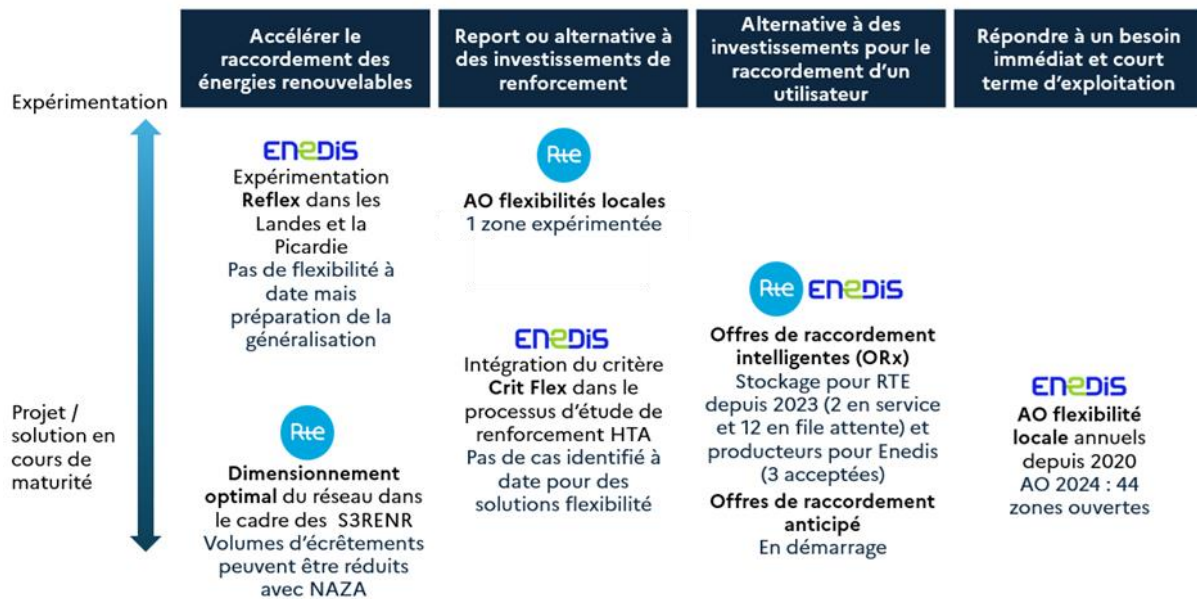 Accélérer le
raccordement des
énergies renouvelables
Report ou alternative à
des investissements de
renforcement
Alternative à des
investissements pour le
raccordement d'un
utilisateur
Répondre à un besoin
immédiat et court
terme d'exploitation
Expérimentation
Projet /
solution en
cours de
maturité
ENEDIS
Expérimentation
Reflex dans les
Landes et la
Picardie
Pas de flexibilité à
date mais
préparation de la
généralisation
Rte
Dimensionnement
optimal du réseau dans
le cadre des S3RENR
Volumes d'écrêtements
peuvent être réduits
avec NAZA
Rte
AO flexibilités locales
1 zone expérimentée
ENEDIS
Intégration du critère
Crit Flex dans le
processus d'étude de
renforcement HTA
Pas de cas identifié à
date pour des
solutions flexibilité
Rte ENEDIS
Offres de raccordement
intelligentes (ORx)
Stockage pour RTE
depuis 2023 (2 en service
et 12 en file attente) et
producteurs pour Enedis
(3 acceptées)
Offres de raccordement
anticipé
En démarrage
ENEDIS
AO flexibilité
locale annuels
depuis 2020
AO 2024 : 44
zones ouvertes